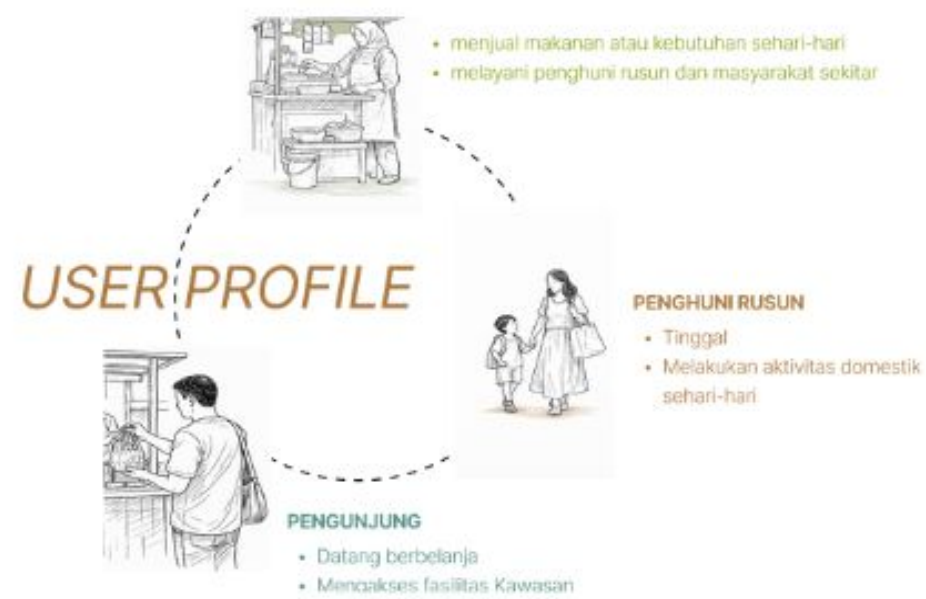 • menjual makanan atau kebutuhan sehari-hari
• melayani penghuni rusun dan masyarakat sekitar
USER PROFILE
PENGHUNI RUSUN
• Tinggal
• Melakukan aktivitas domestik
sehari-hari
PENGUNJUNG
• Datang berbelanja
• Mengakses fasilitas Kawasan